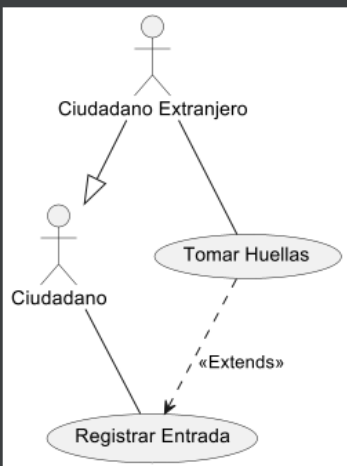 Ciudadano Extranjero
Tomar Huellas
Ciudadano
«Extends»
Registrar Entrada